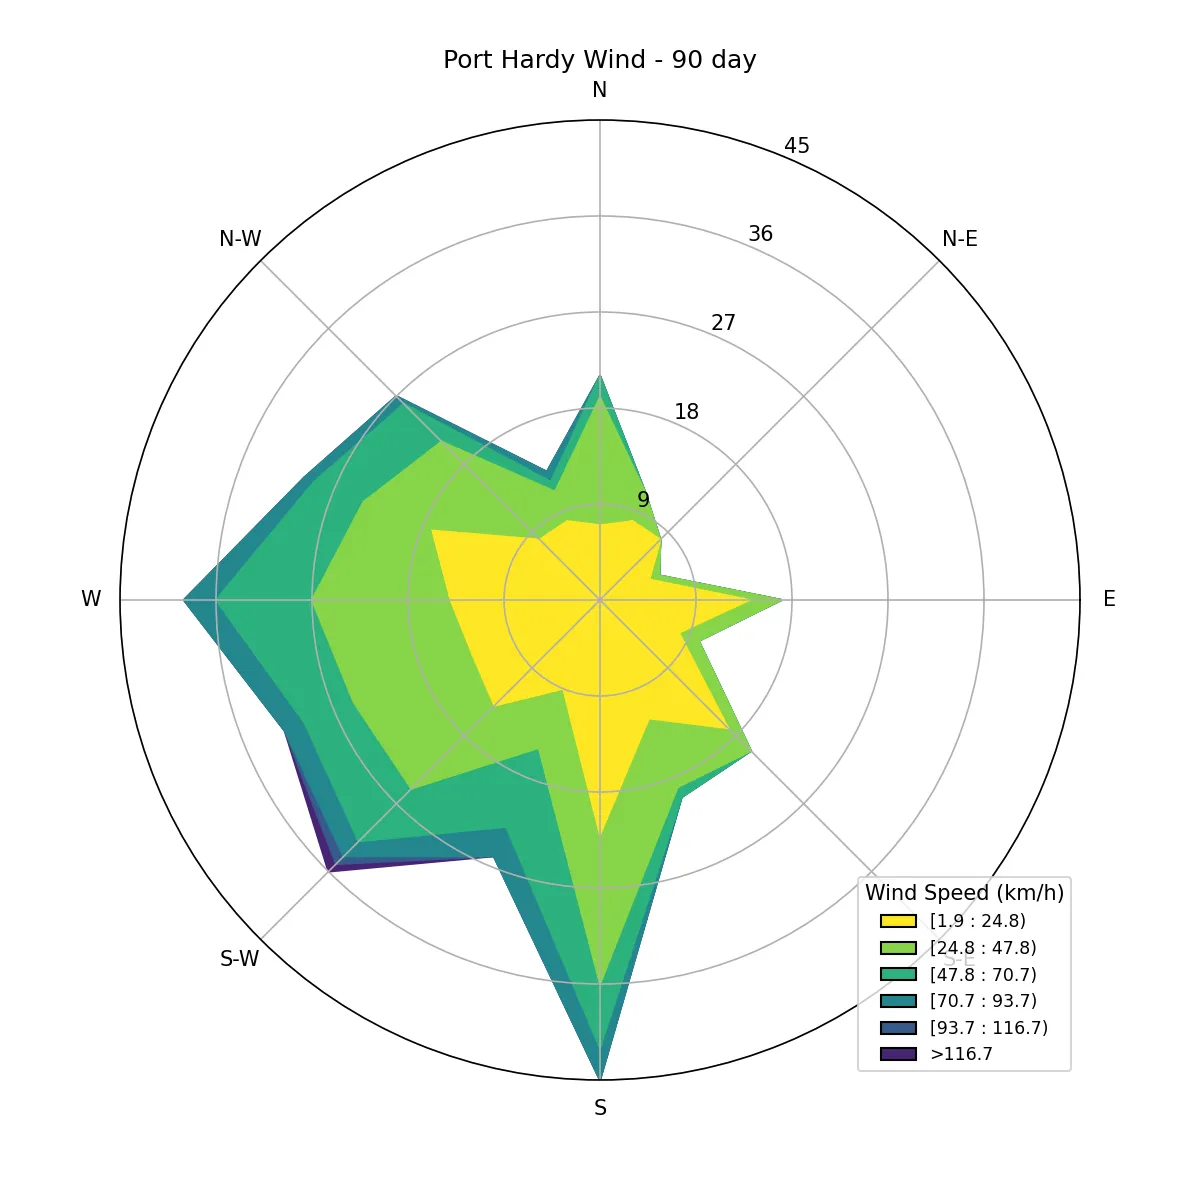 Port Hardy Wind - 90 day
N
45
N-W
36
N-E
27
18
9
W
E
Wind Speed (km/h)
[1.9 : 24.8)
[24.8 : 47.8)
S-W
S-E
[47.8 : 70.7)
[70.7 : 93.7)
[93.7 : 116.7)
>116.7
S